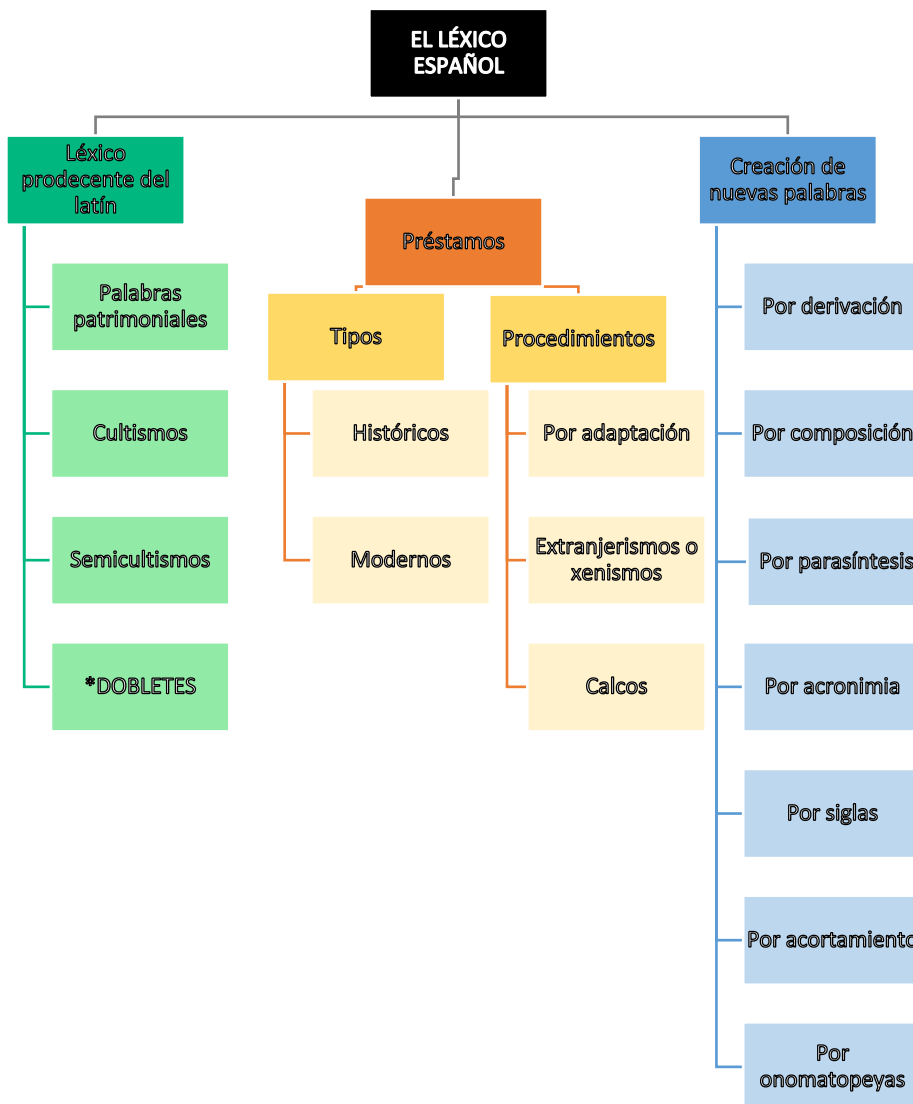 EL LÉXICO
ESPAÑOL
Léxico
prodecente del
latín
Palabras
patrimoniales
Cultismos
Semicultismos
*DOBLETES
Préstamos
Tipos
Históricos
Modernos
Procedimientos
Por adaptación
Extranjerismos o
xenismos
Calcos
Creación de
nuevas palabras
Por derivación
Por composición
Por parasíntesis
Por acronimia
Por siglas
Por acortamiento
Por
onomatopeyas